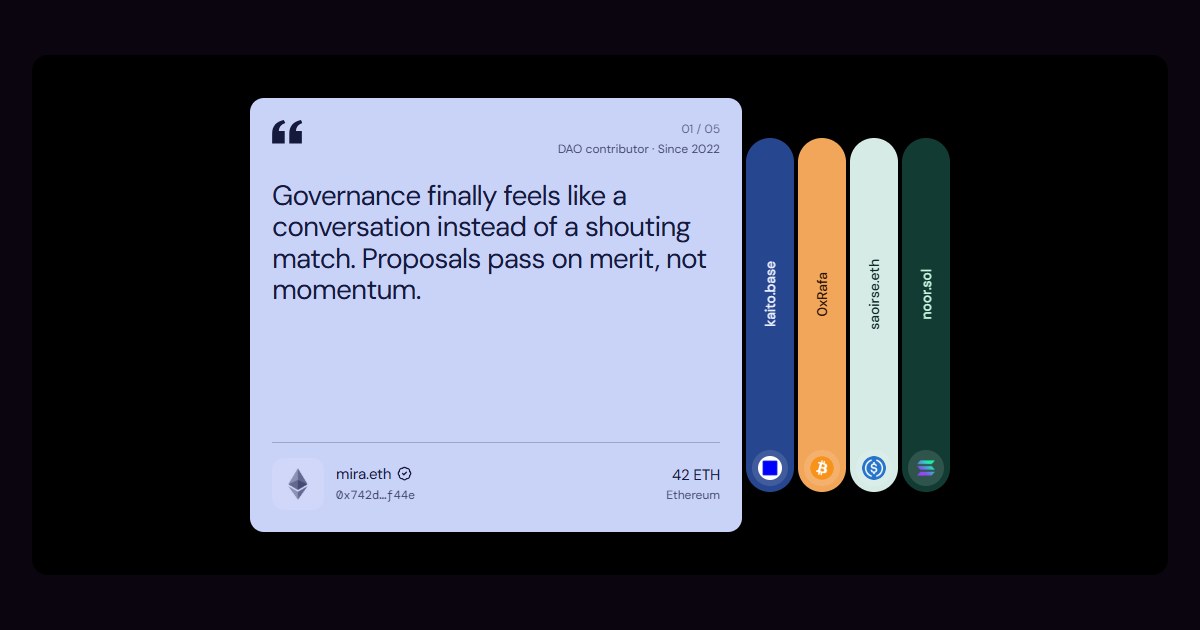 01 / 05
DAO contributor · Since 2022
Governance finally feels like a
conversation instead of a shouting
match. Proposals pass on merit, not
momentum.
mira.eth
0x742d…f44e
42 ETH
Ethereum
kaito.base
0xRafa
saoirse.eth
noor.sol